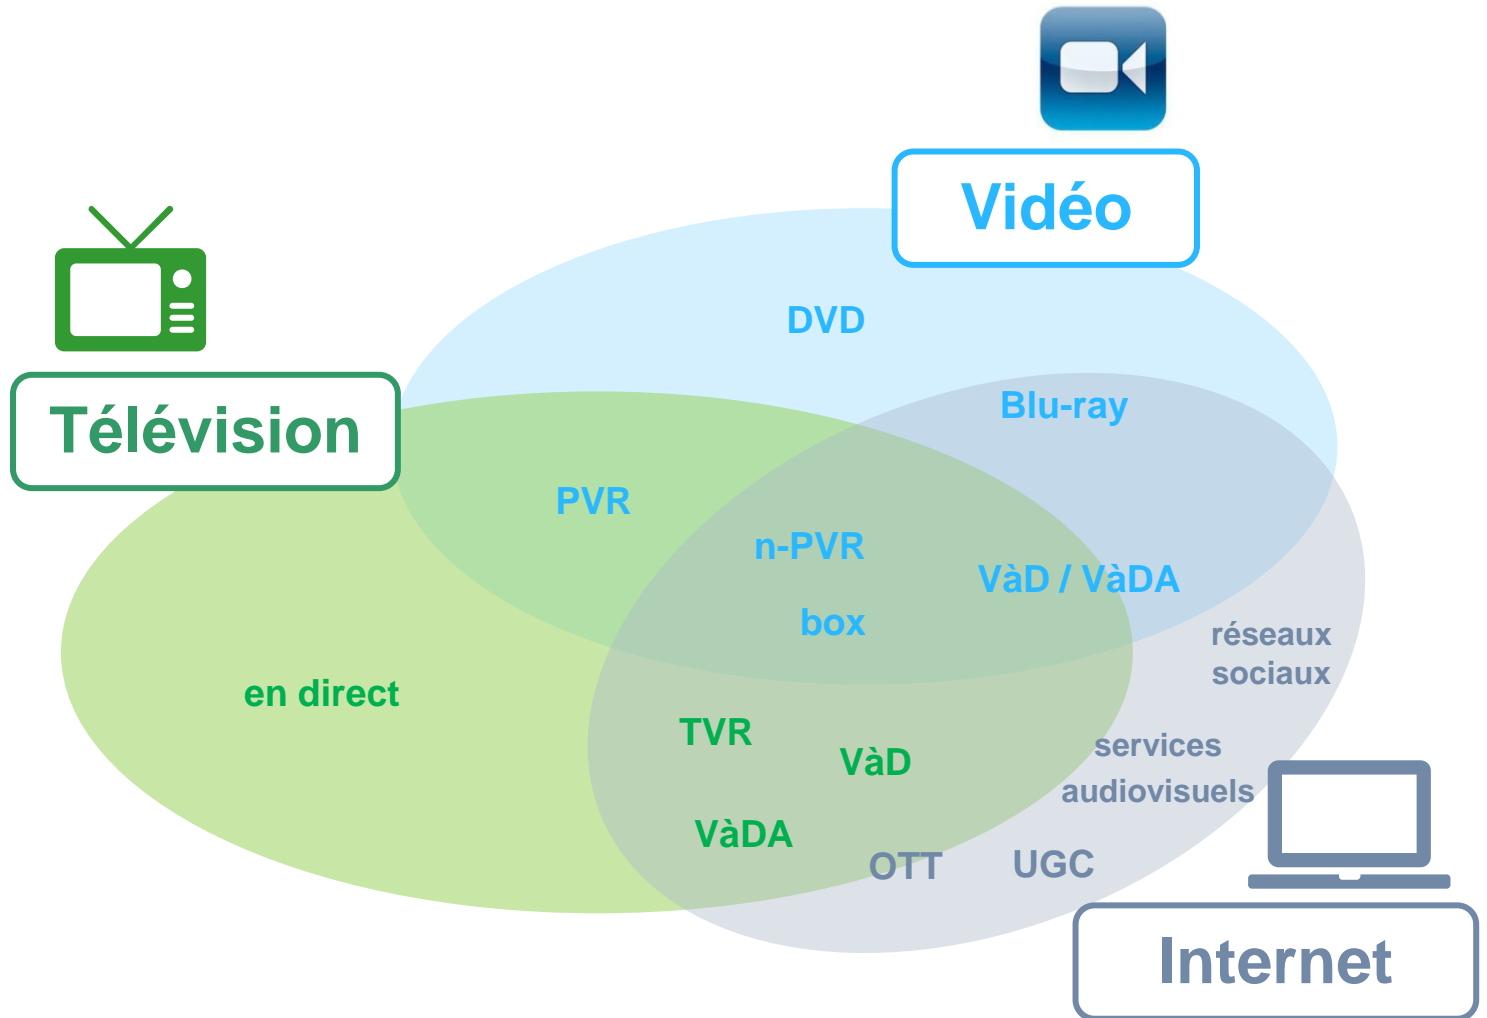 Vidéo
DVD
Télévision
Blu-ray
PVR
n-PVR
VàD / VàDA
box
réseaux
sociaux
en direct
TVR
VàD
services
audiovisuels
VàDA
OTT
UGC
Internet